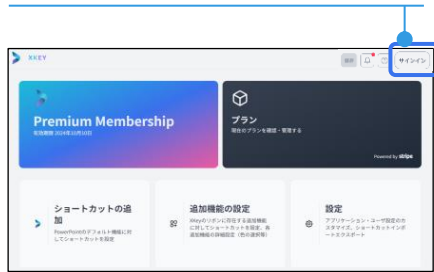 XKEY
サインイン
Premium Membership
有効期限 2024年10月10日
プラン
現在のプランを確認・管理する
Powered by stripe
ショートカットの追
加
PowerPointのデフォルト機能に対
してショートカットを設定
追加機能の設定
XKeyのリボンに存在する追加機能
に対してショートカットを設定、各
追加機能の詳細設定（色の選択等）
設定
アプリケーション・ユーザ設定のカ
スタマイズ、ショートカットインポ
ートエクスポート